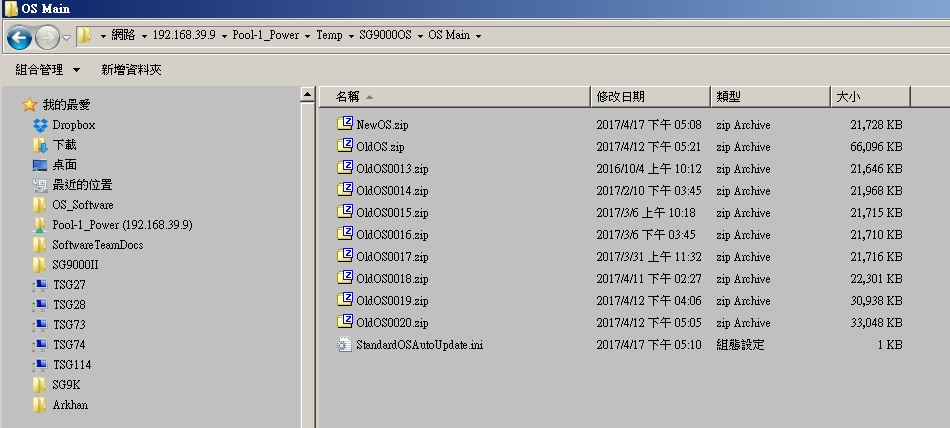 OS Main
網路 192.168.39.9 Pool-1_Power Temp SG9000OS OS Main
組合管理 新增資料夾
我的最愛
Dropbox
下載
桌面
最近的位置
OS_Software
Pool-1_Power (192.168.39.9)
SoftwareTeamDocs
SG9000II
TSG27
TSG28
TSG73
TSG74
TSG114
SG9K
Arkhan
名稱 修改日期 類型 大小
NewOS.zip 2017/4/17 下午 05:08 zip Archive 21,728 KB
OldOS.zip 2017/4/12 下午 05:21 zip Archive 66,096 KB
OldOS0013.zip 2016/10/4 上午 10:12 zip Archive 21,646 KB
OldOS0014.zip 2017/2/10 下午 03:45 zip Archive 21,968 KB
OldOS0015.zip 2017/3/6 上午 10:18 zip Archive 21,715 KB
OldOS0016.zip 2017/3/6 下午 03:45 zip Archive 21,710 KB
OldOS0017.zip 2017/3/31 上午 11:32 zip Archive 21,716 KB
OldOS0018.zip 2017/4/11 下午 02:27 zip Archive 22,301 KB
OldOS0019.zip 2017/4/12 下午 04:06 zip Archive 30,938 KB
OldOS0020.zip 2017/4/12 下午 05:05 zip Archive 33,048 KB
StandardOSAutoUpdate.ini 2017/4/17 下午 05:10 組態設定 1 KB